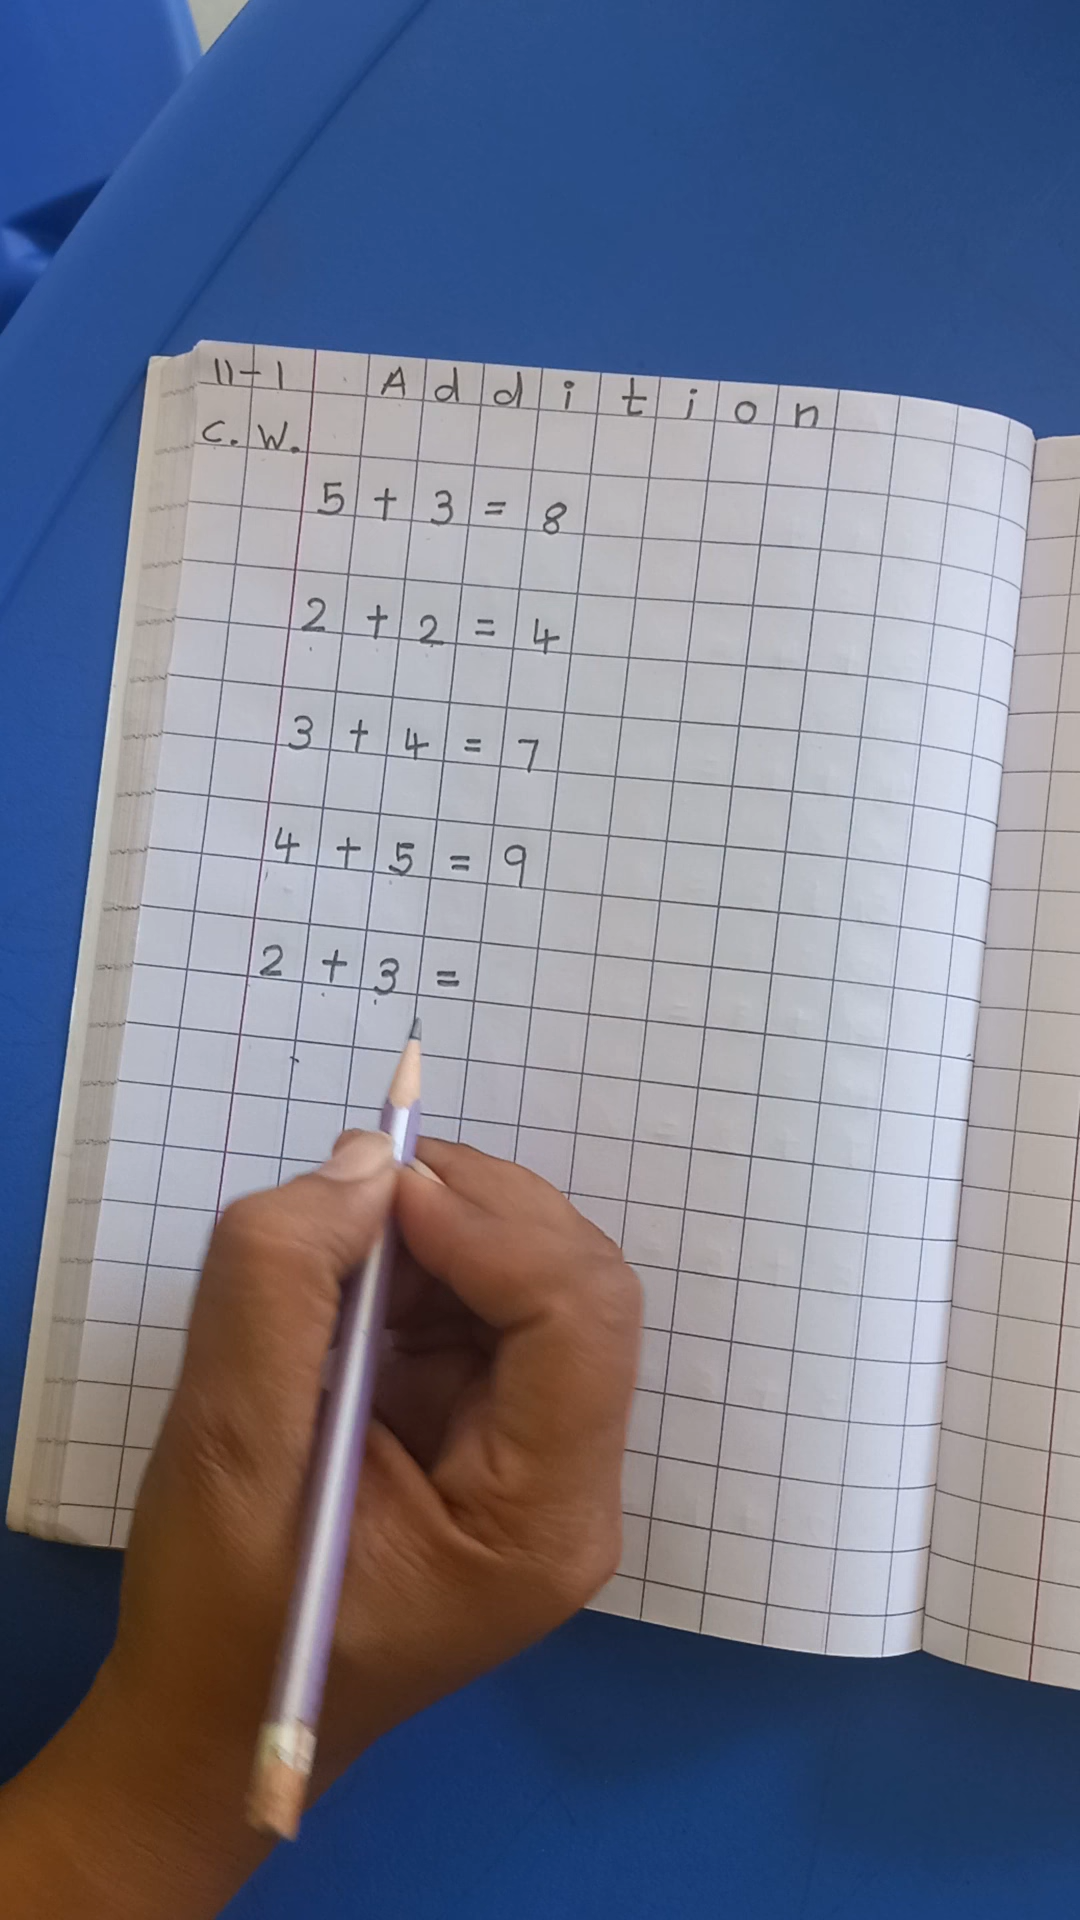 11-1 Addition
C.W.
5 + 3 = 8
2 + 2 = 4
3 + 4 = 7
4 + 5 = 9
2 + 3 =